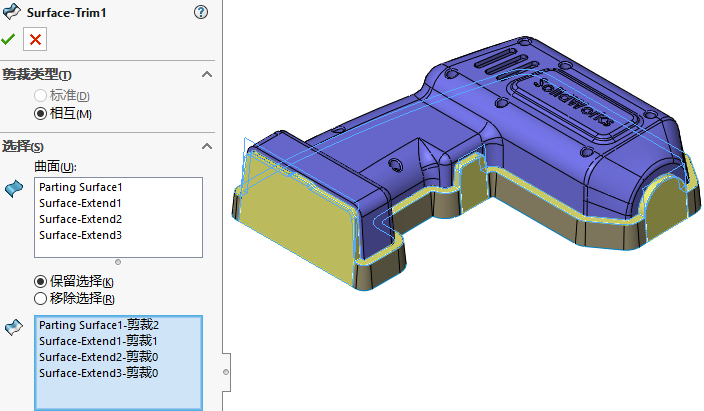 Surface-Trim1
剪裁类型(T)
标准(D)
相互(M)
选择(S)
曲面(U):
Parting Surface1
Surface-Extend1
Surface-Extend2
Surface-Extend3
保留选择(K)
移除选择(R)
Parting Surface1-剪裁2
Surface-Extend1-剪裁1
Surface-Extend2-剪裁0
Surface-Extend3-剪裁0
SolidWorks